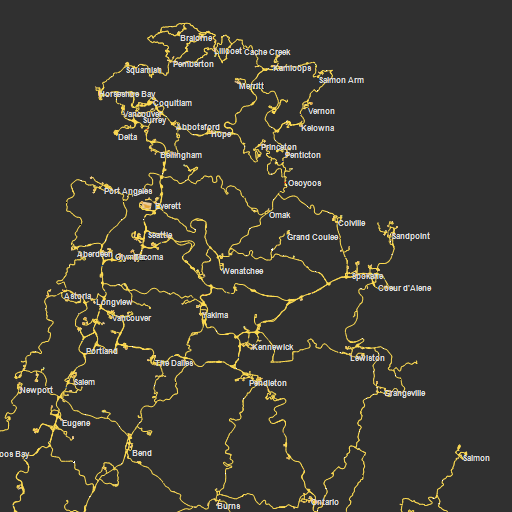 Bralorne
Lillooet
Cache Creek
Pemberton
Squamish
Kamloops
Salmon Arm
Merritt
Horseshoe Bay
Coquitlam
Vernon
Vancouver
Surrey
Abbotsford
Kelowna
Delta
Hope
Princeton
Bellingham
Penticton
Osoyoos
Port Angeles
Everett
Omak
Colville
Seattle
Grand Coulee
Sandpoint
Aberdeen
Olympia
Tacoma
Wenatchee
Spokane
Coeur d'Alene
Astoria
Longview
Yakima
Vancouver
Kennewick
Portland
Lewiston
The Dalles
Salem
Pendleton
Newport
Grangeville
Eugene
Bend
oos Bay
Salmon
Burns
Ontario